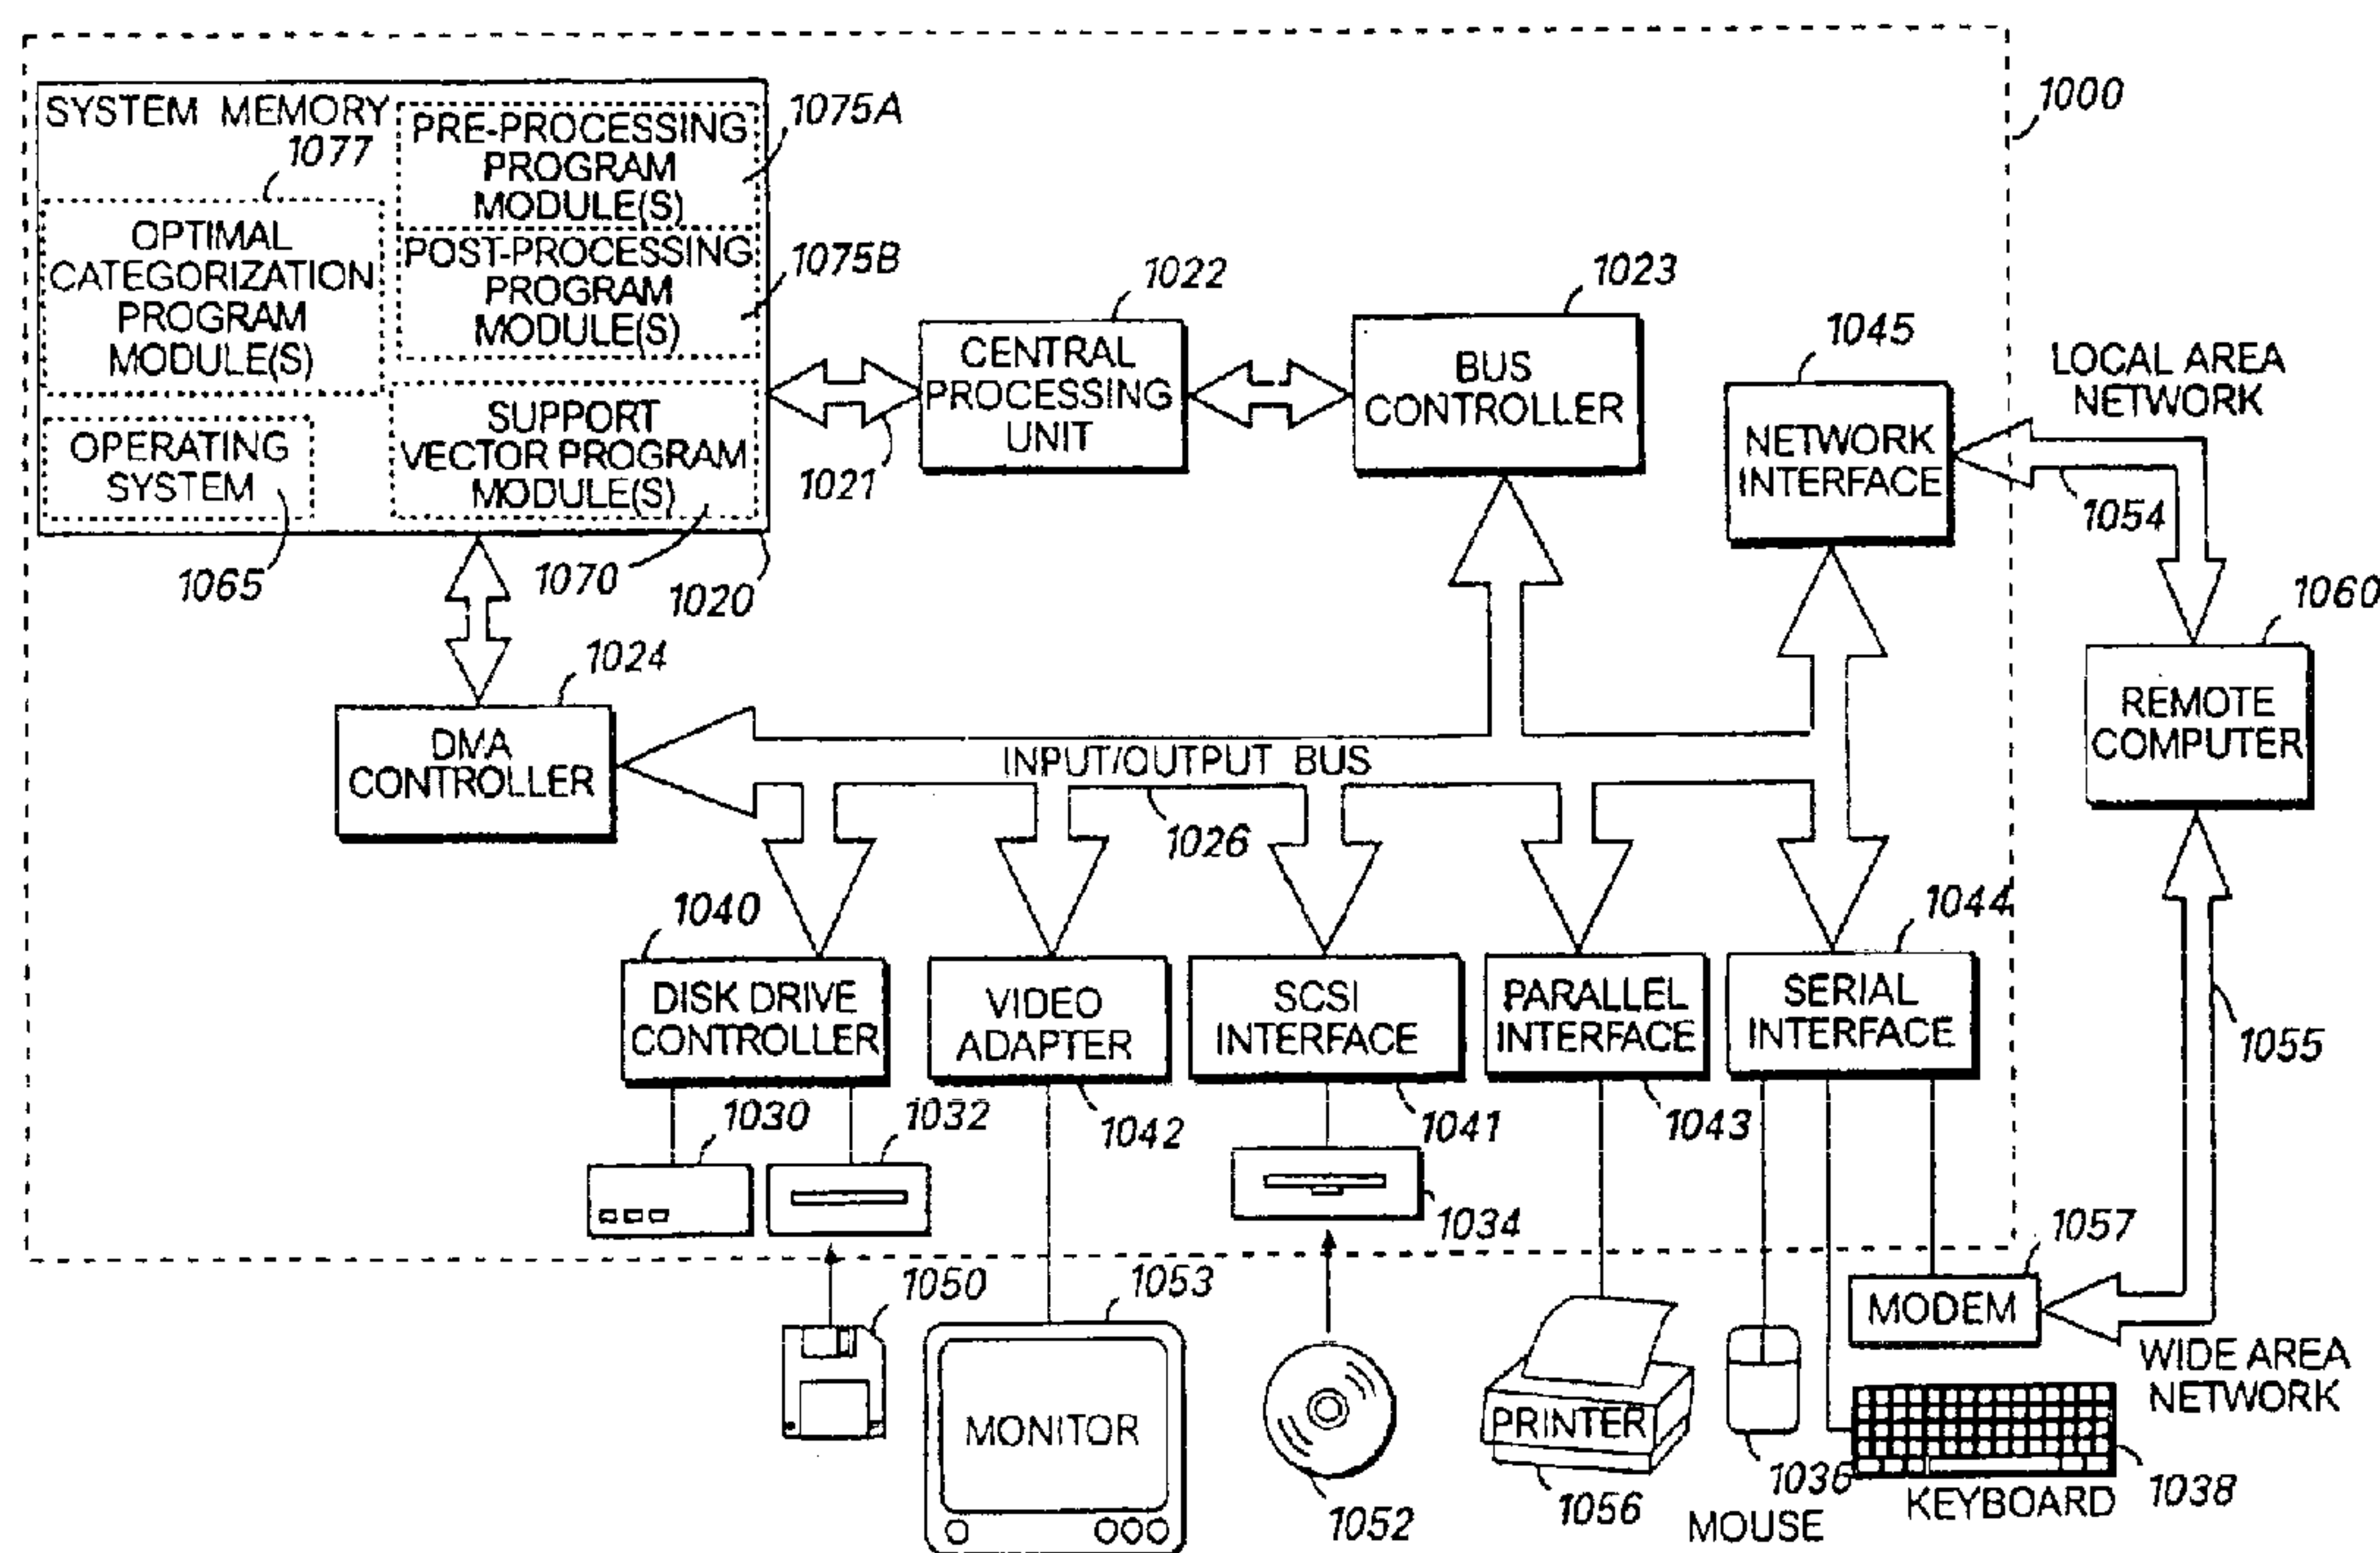 1000
SYSTEM MEMORY
1077
PRE-PROCESSING
PROGRAM
MODULE(S)
1075A
OPTIMAL
CATEGORIZATION
PROGRAM
MODULE(S)
POST-PROCESSING
PROGRAM
MODULE(S)
1075B
OPERATING
SYSTEM
1065
SUPPORT
VECTOR PROGRAM
MODULE(S)
1070
1020
1021
1022
CENTRAL
PROCESSING
UNIT
1023
BUS
CONTROLLER
1045
NETWORK
INTERFACE
LOCAL AREA
NETWORK
1054
1060
REMOTE
COMPUTER
1024
DMA
CONTROLLER
INPUT/OUTPUT BUS
1026
1040
DISK DRIVE
CONTROLLER
VIDEO
ADAPTER
SCSI
INTERFACE
PARALLEL
INTERFACE
1044
SERIAL
INTERFACE
1055
1030
1032
1042
1041
1043
1034
1057
MODEM
WIDE AREA
NETWORK
1050
1053
MONITOR
1052
PRINTER
1056
1036
MOUSE
KEYBOARD
1038